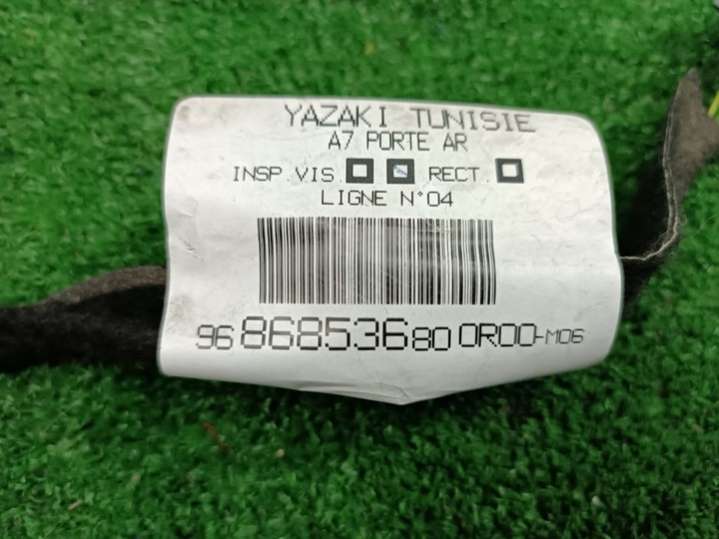 YAZAKI TUNISIE
A7 PORTE AR
INSP.VIS. RECT.
LIGNE N°04
96 868536 80 0R00-M06